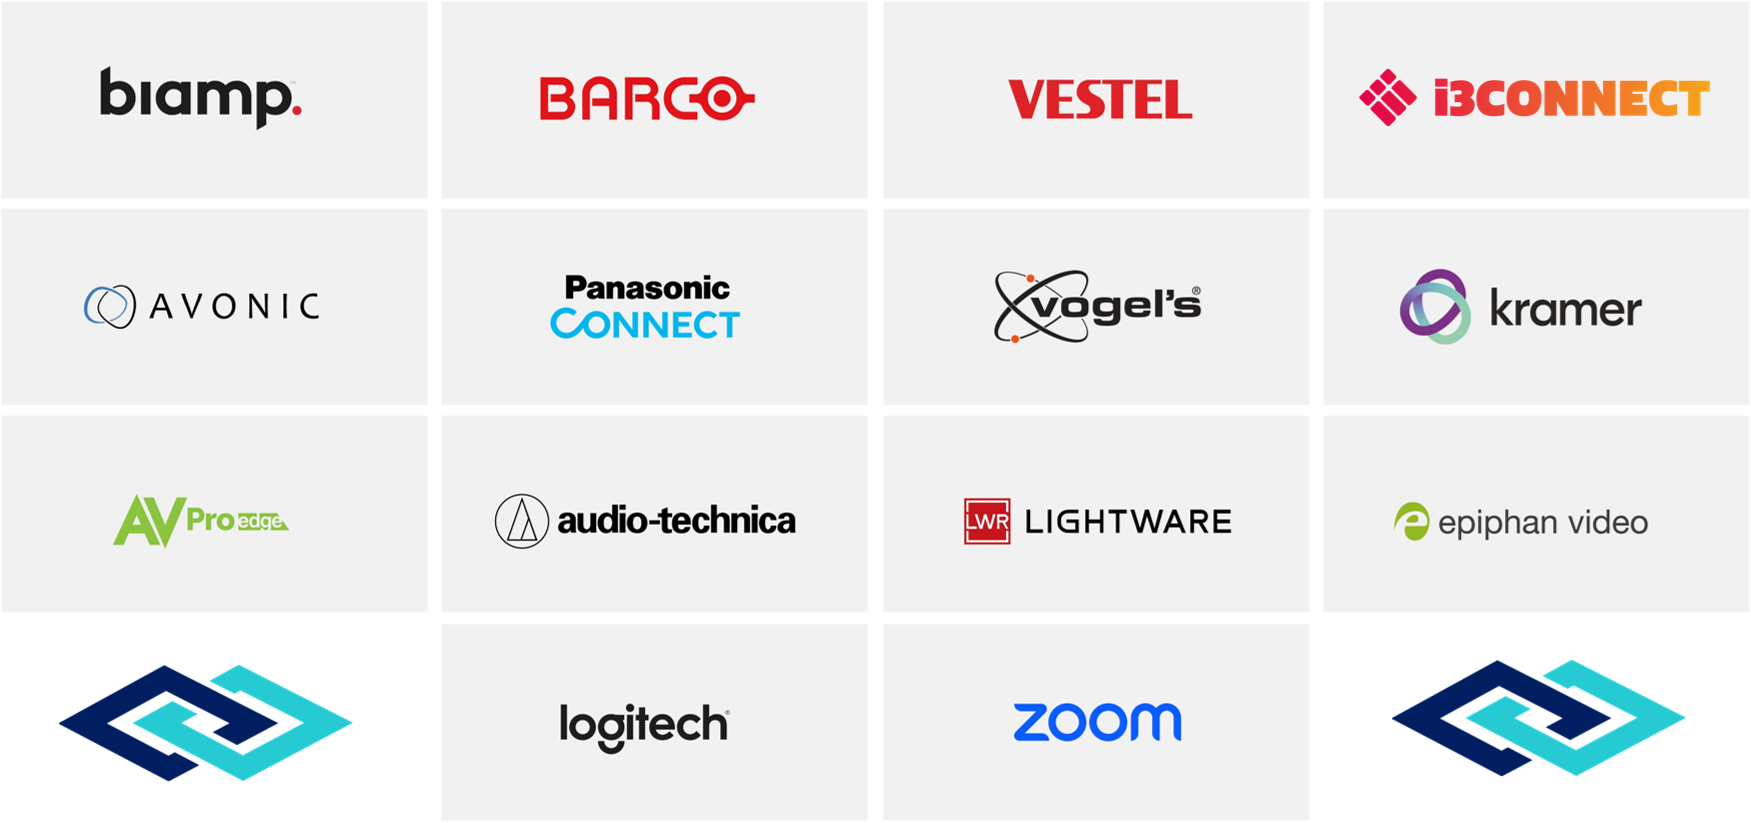 biamp.™
BARCO
VESTEL
i3CONNECT
AVONIC
Panasonic
CONNECT
vogel's®
kramer
AVPro edge
audio-technica
LWR LIGHTWARE
epiphan video
logitech®
zoom